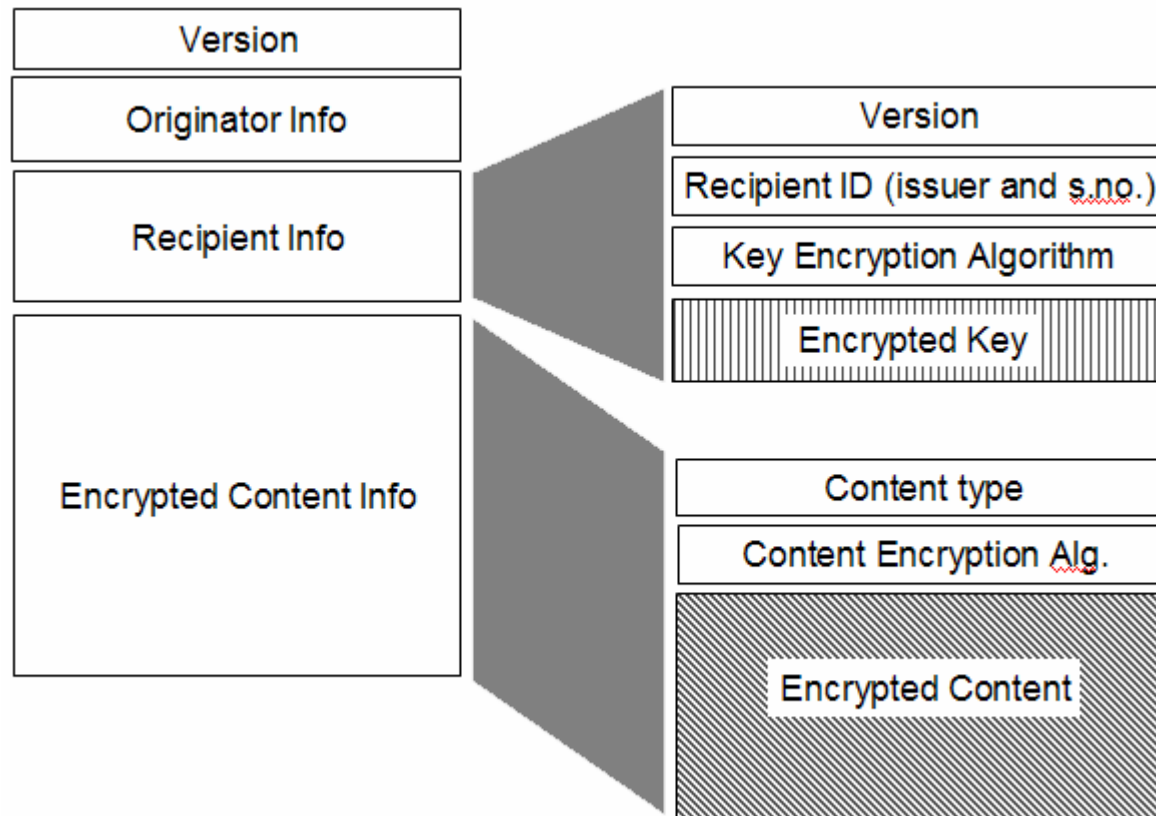 Version
Originator Info
Recipient Info
Encrypted Content Info
Version
Recipient ID (issuer and s.no.)
Key Encryption Algorithm
Encrypted Key
Content type
Content Encryption Alg.
Encrypted Content